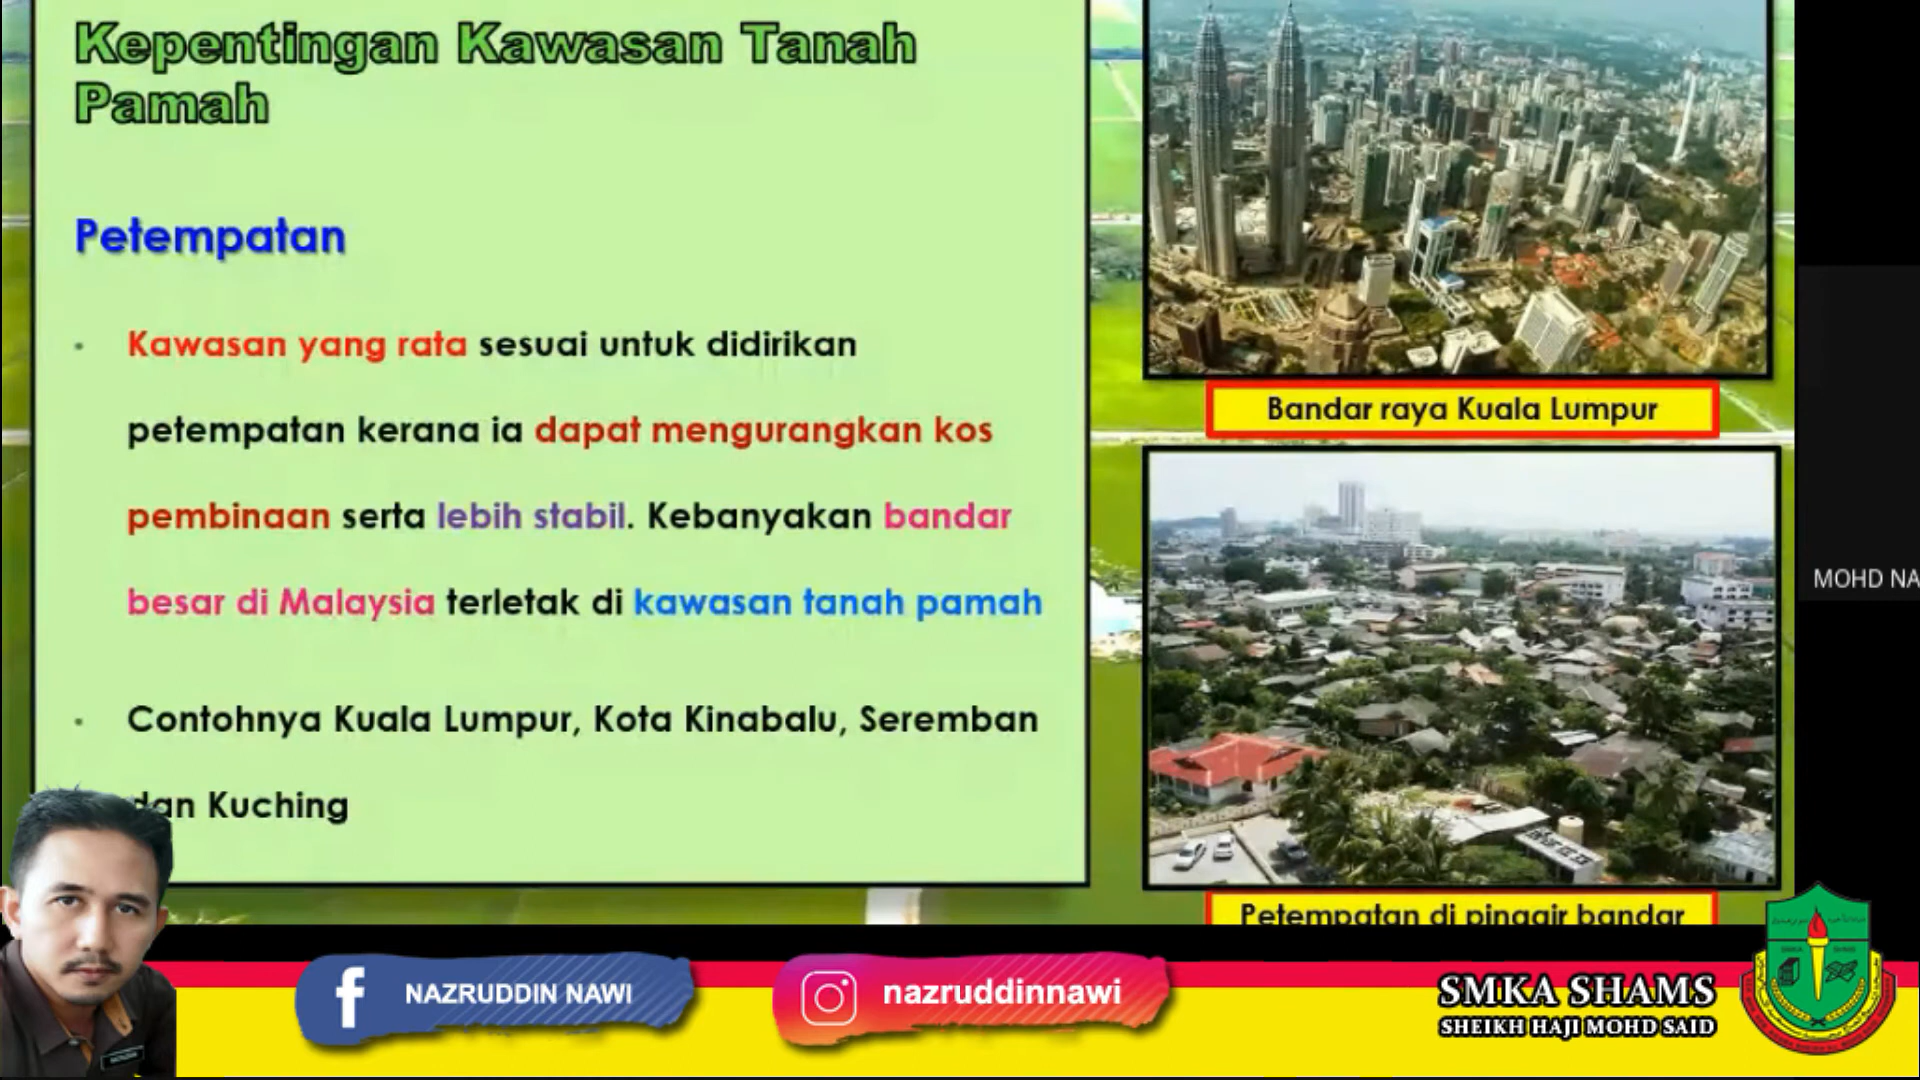 Kepentingan Kawasan Tanah
Pamah
Petempatan
• Kawasan yang rata sesuai untuk didirikan
petempatan kerana ia dapat mengurangkan kos
pembinaan serta lebih stabil. Kebanyakan bandar
besar di Malaysia terletak di kawasan tanah pamah
• Contohnya Kuala Lumpur, Kota Kinabalu, Seremban
dan Kuching
Bandar raya Kuala Lumpur
Petempatan di pinggir bandar
MOHD NA
NAZRUDDIN NAWI
nazruddinnawi
SMKA SHAMS
SHEIKH HAJI MOHD SAID